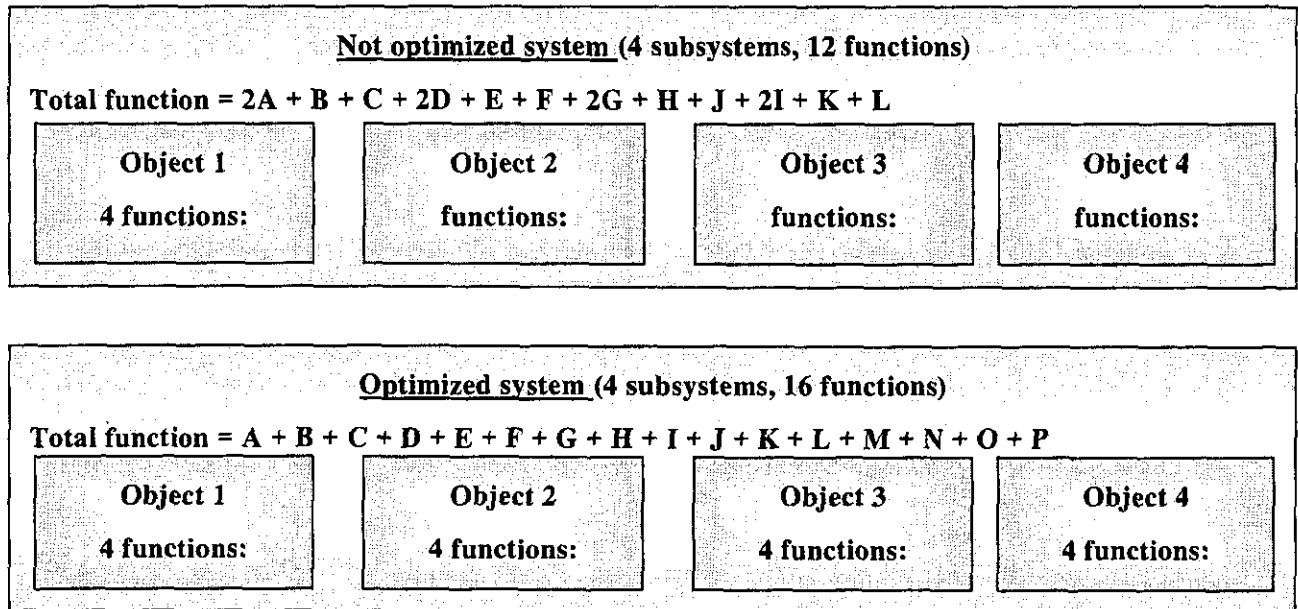 Not optimized system (4 subsystems, 12 functions)
Total function = 2A + B + C + 2D + E + F + 2G + H + J + 2I + K + L
Object 1
4 functions:
Object 2
functions:
Object 3
functions:
Object 4
functions:
Optimized system (4 subsystems, 16 functions)
Total function = A + B + C + D + E + F + G + H + I + J + K + L + M + N + O + P
Object 1
4 functions:
Object 2
4 functions:
Object 3
4 functions:
Object 4
4 functions: